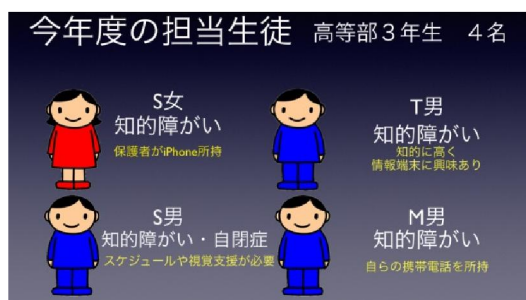 今年度の担当生徒 高等部3年生 4名
S女
知的障がい
保護者がiPhone所持
T男
知的障がい
知的に高く
情報端末に興味あり
S男
知的障がい・自閉症
スケジュールや視覚支援が必要
M男
知的障がい
自らの携帯電話を所持